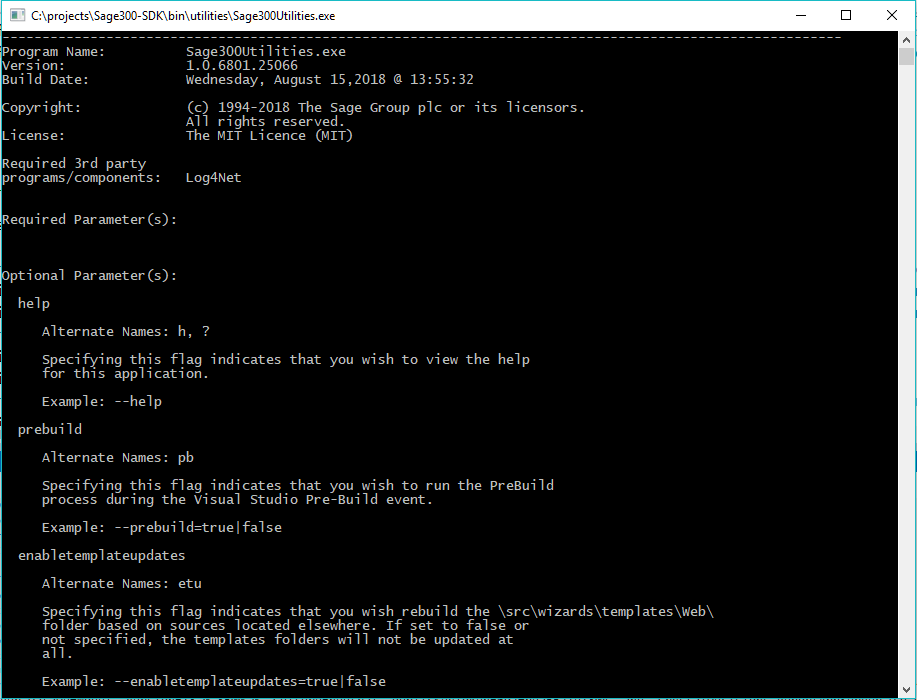 C:\projects\Sage300-SDK\bin\utilities\Sage300Utilities.exe
---------------------------------------------------------------------------------------------------------
Program Name: Sage300Utilities.exe
Version: 1.0.6801.25066
Build Date: Wednesday, August 15,2018 @ 13:55:32
Copyright: (c) 1994-2018 The Sage Group plc or its licensors.
All rights reserved.
License: The MIT Licence (MIT)
Required 3rd party
programs/components: Log4Net
Required Parameter(s):
Optional Parameter(s):
help
Alternate Names: h, ?
Specifying this flag indicates that you wish to view the help
for this application.
Example: --help
prebuild
Alternate Names: pb
Specifying this flag indicates that you wish to run the PreBuild
process during the Visual Studio Pre-Build event.
Example: --prebuild=true|false
enabletemplateupdates
Alternate Names: etu
Specifying this flag indicates that you wish rebuild the \src\wizards\templates\Web\
folder based on sources located elsewhere. If set to false or
not specified, the templates folders will not be updated at
all.
Example: --enabletemplateupdates=true|false